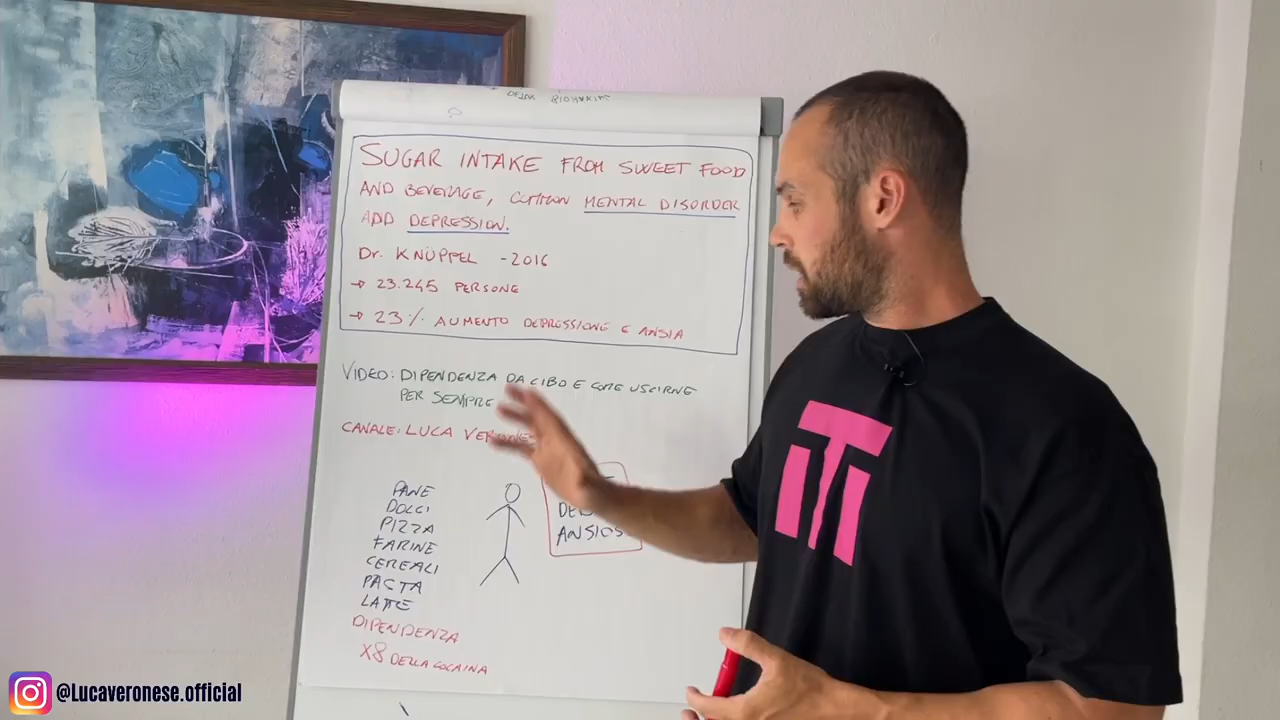 SUGAR INTAKE FROM SWEET FOOD
AND BEVERAGE, COMMON MENTAL DISORDER
ADD DEPRESSION.
Dr. KNÜPPEL - 2016
→ 23.245 PERSONE
→ 23% AUMENTO DEPRESSIONE E ANSIA
VIDEO: DIPENDENZA DA CIBO E COME USCIRNE
PER SEMPRE
CANALE: LUCA
PANE
DOLCI
PIZZA
FARINE
CEREALI
PASTA
LATTE
DIPENDENZA
X8 DELLA COCAINA
ANSIOS
@Lucaveronese.official